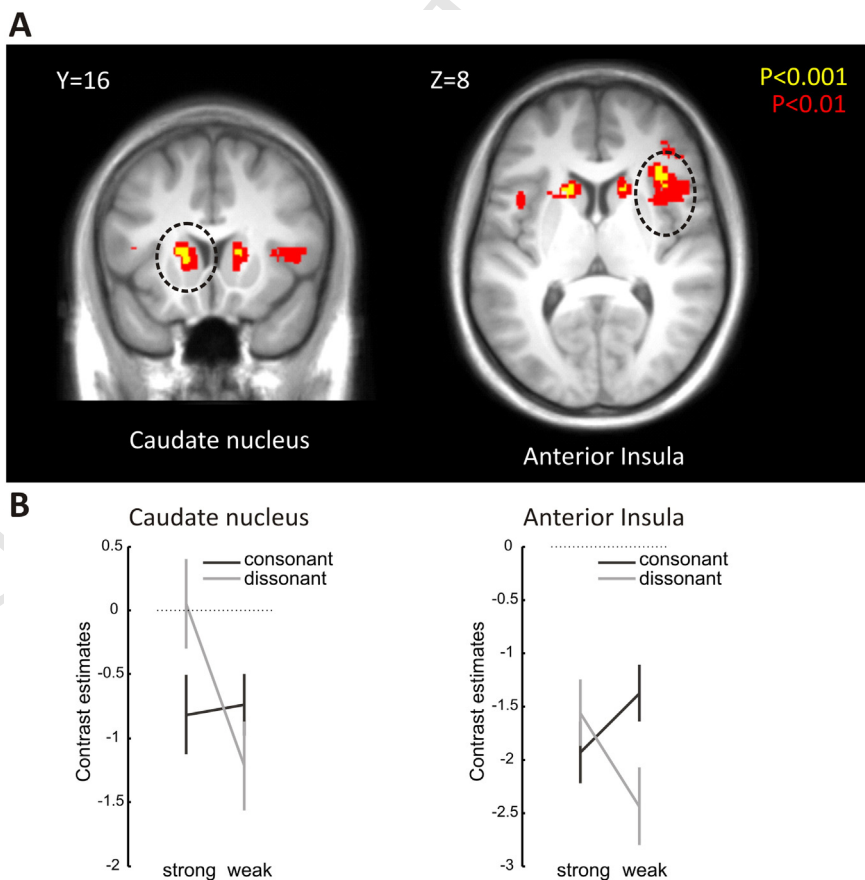 A
Y=16
Z=8
P<0.001
P<0.01
Caudate nucleus
Anterior Insula
B
Caudate nucleus
Contrast estimates
0.5
0
-0.5
-1
-1.5
-2
consonant
dissonant
strong weak
Anterior Insula
Contrast estimates
0
-0.5
-1
-1.5
-2
-2.5
-3
consonant
dissonant
strong weak